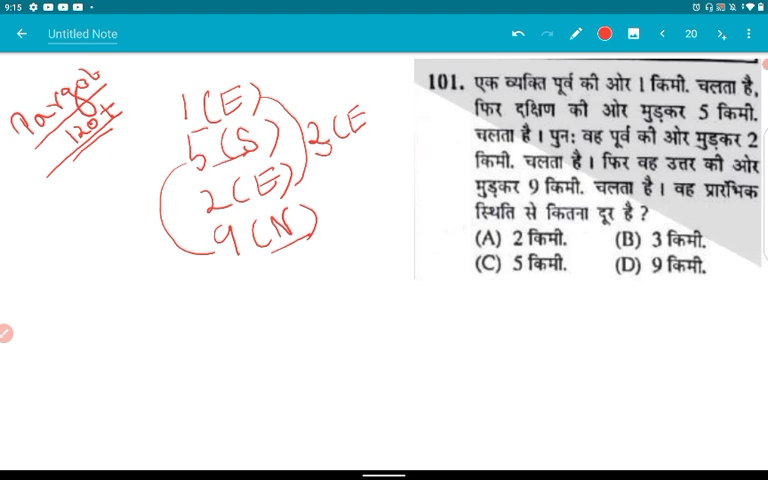 9:15
Untitled Note
20
Target
120+
1 (E)
5 (S)
2 (E)
9 (N)
3 (E
101. एक व्यक्ति पूर्व की ओर 1 किमी. चलता है,
फिर दक्षिण की ओर मुड़कर 5 किमी.
चलता है। पुन: वह पूर्व की ओर मुड़कर 2
किमी. चलता है। फिर वह उत्तर की ओर
मुड़कर 9 किमी. चलता है। वह प्रारंभिक
स्थिति से कितना दूर है ?
(A) 2 किमी. (B) 3 किमी.
(C) 5 किमी. (D) 9 किमी.